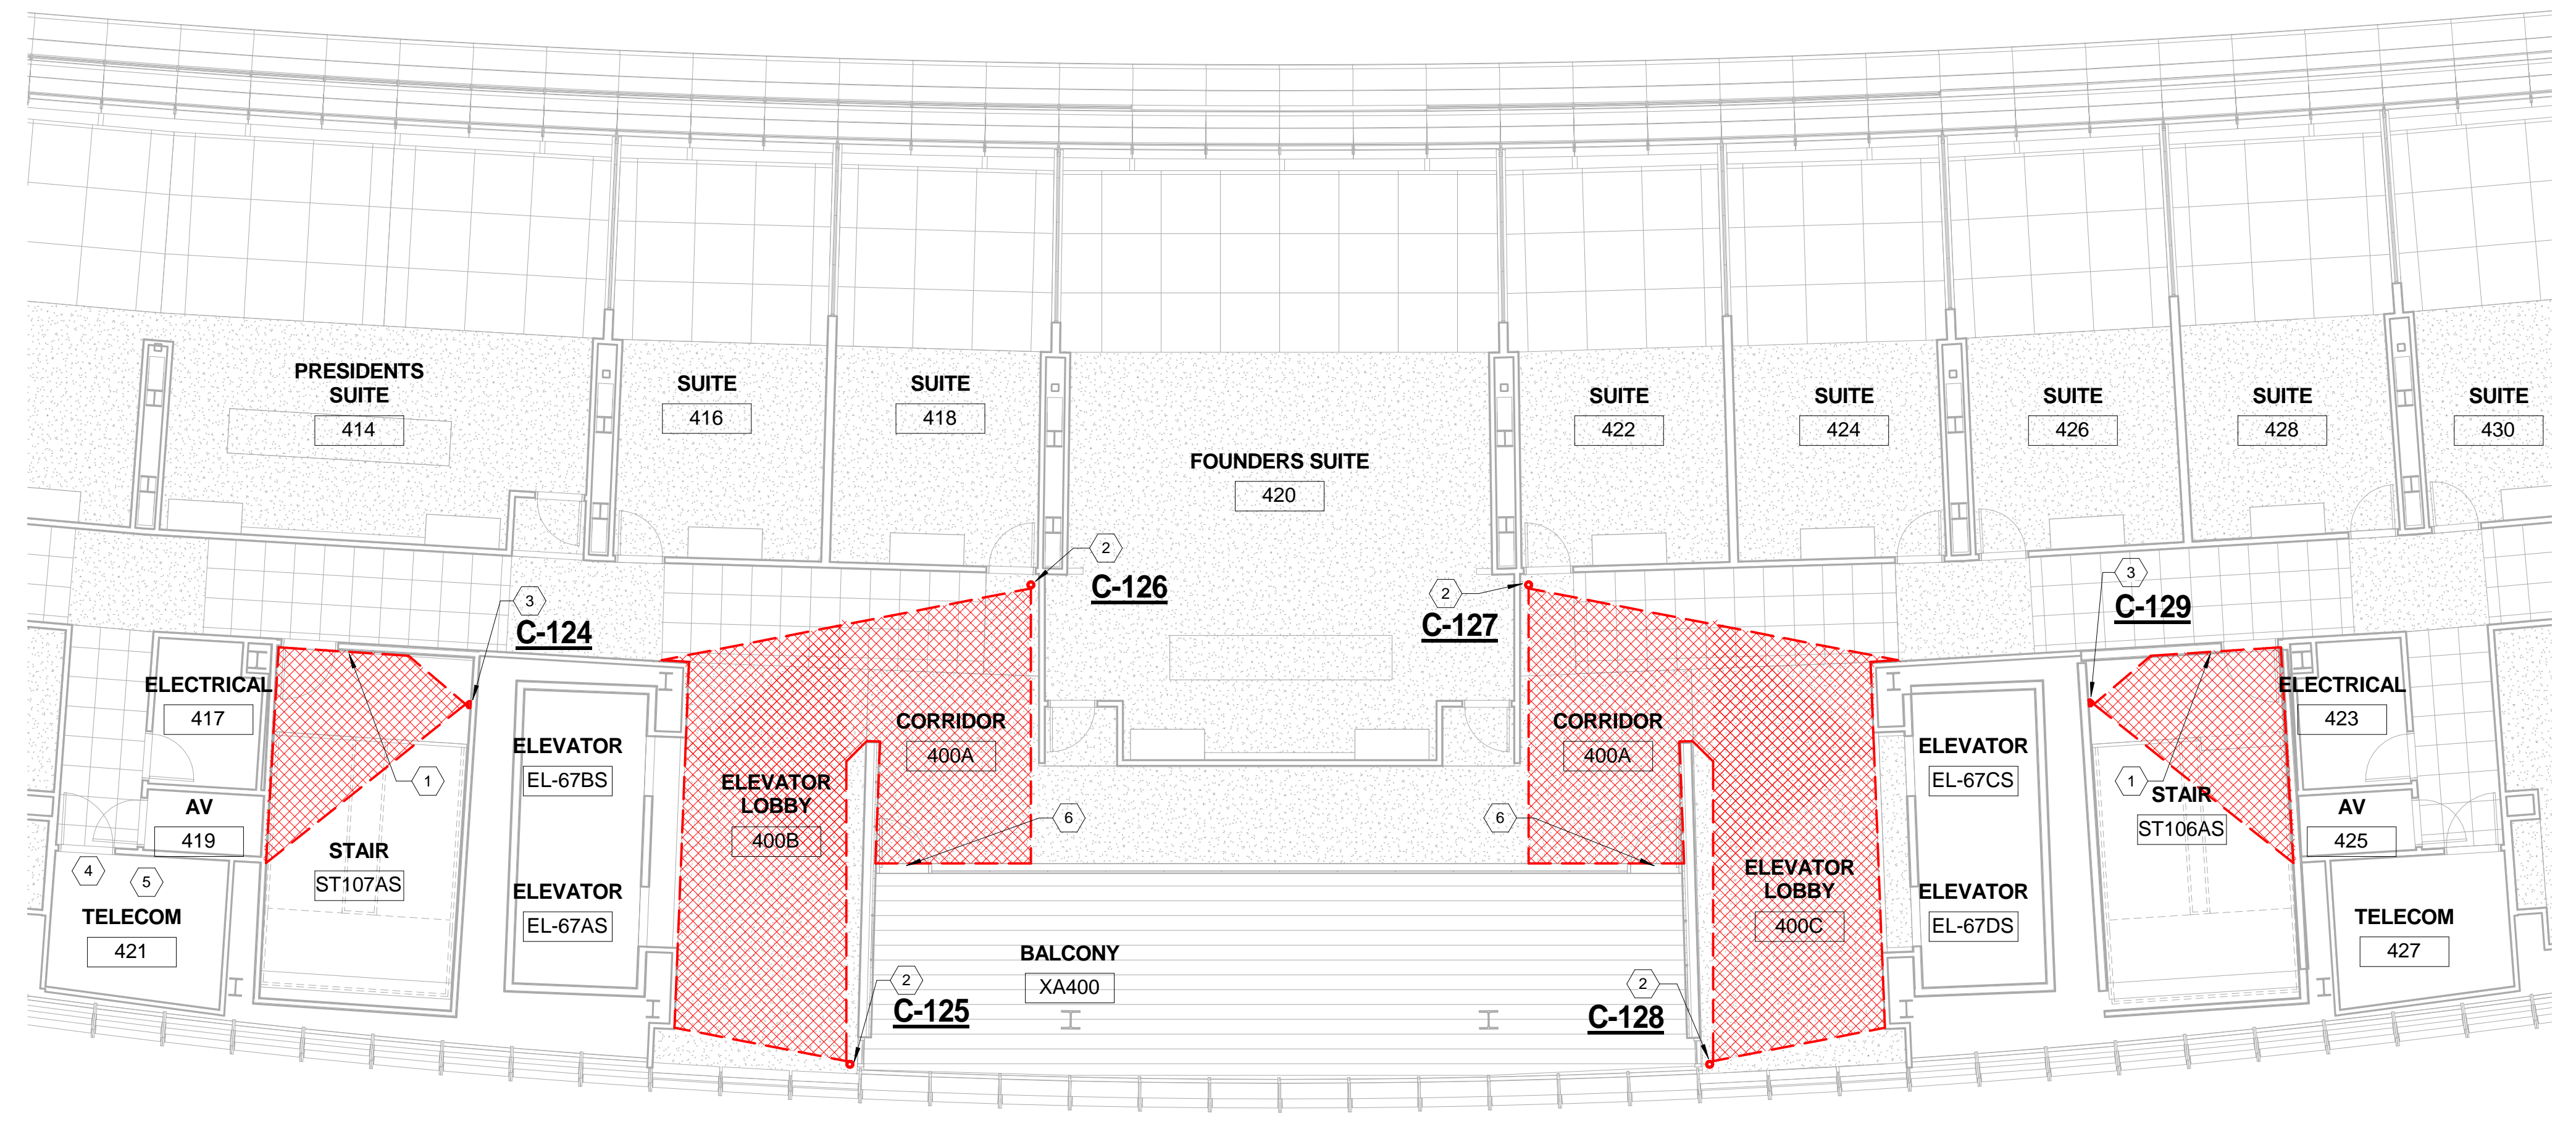 PRESIDENTS
SUITE
414
SUITE
416
SUITE
418
FOUNDERS SUITE
420
SUITE
422
SUITE
424
SUITE
426
SUITE
428
SUITE
430
2
C-126
2
C-127
3
C-124
3
C-129
ELECTRICAL
417
AV
419
4
5
TELECOM
421
1
STAIR
ST107AS
ELEVATOR
EL-67BS
ELEVATOR
EL-67AS
ELEVATOR
LOBBY
400B
CORRIDOR
400A
6
2
C-125
BALCONY
XA400
CORRIDOR
400A
6
2
C-128
ELEVATOR
LOBBY
400C
ELEVATOR
EL-67CS
ELEVATOR
EL-67DS
1
STAIR
ST106AS
ELECTRICAL
423
AV
425
TELECOM
427